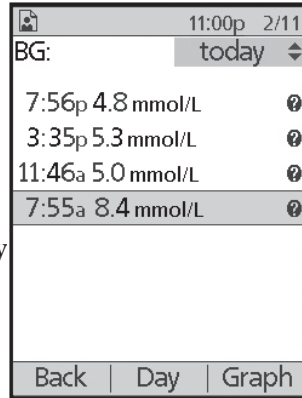 11:00p 2/11
BG: today
7:56p 4.8 mmol/L ?
3:35p 5.3 mmol/L ?
11:46a 5.0 mmol/L ?
7:55a 8.4 mmol/L ?
y
Back | Day | Graph